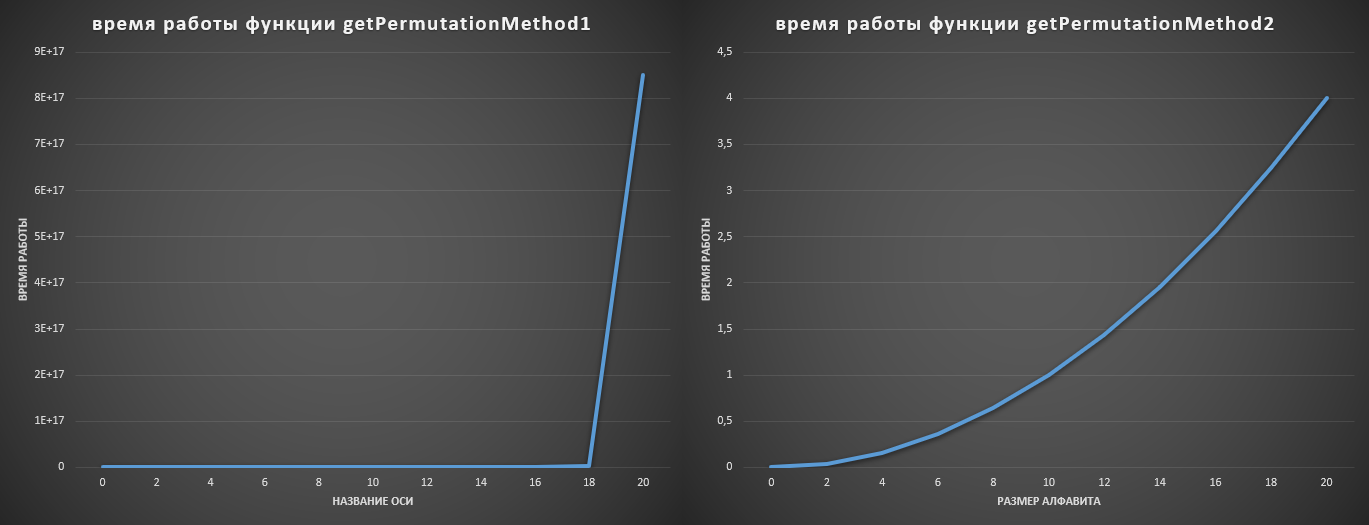 время работы функции getPermutationMethod1
9E+17
8E+17
7E+17
6E+17
5E+17
4E+17
3E+17
2E+17
1E+17
0
ВРЕМЯ РАБОТЫ
0 2 4 6 8 10 12 14 16 18 20
НАЗВАНИЕ ОСИ
время работы функции getPermutationMethod2
4,5
4
3,5
3
2,5
2
1,5
1
0,5
0
ВРЕМЯ РАБОТЫ
0 2 4 6 8 10 12 14 16 18 20
РАЗМЕР АЛФАВИТА